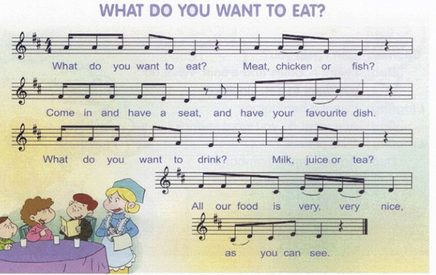 WHAT DO YOU WANT TO EAT?
What do you want to eat? Meat, chicken or fish?
Come in and have a seat, and have your favourite dish.
What do you want to drink? Milk, juice or tea?
All our food is very, very nice,
as you can see.